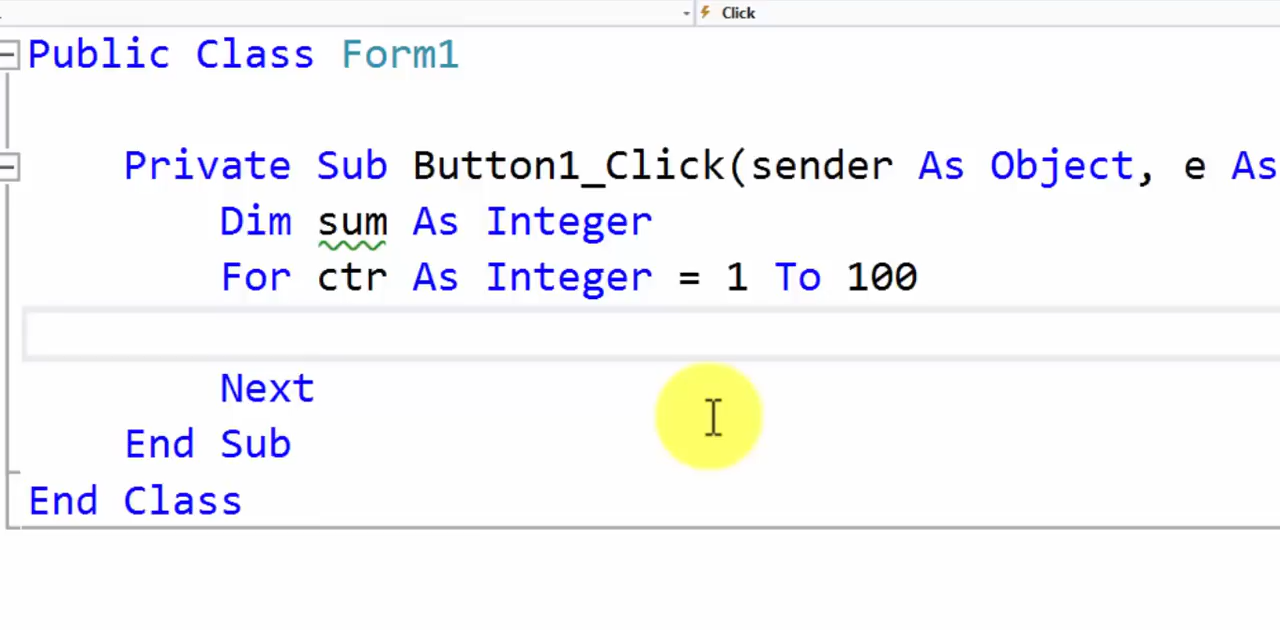 Click
Public Class Form1
Private Sub Button1_Click(sender As Object, e As
Dim sum As Integer
For ctr As Integer = 1 To 100
Next
End Sub
End Class